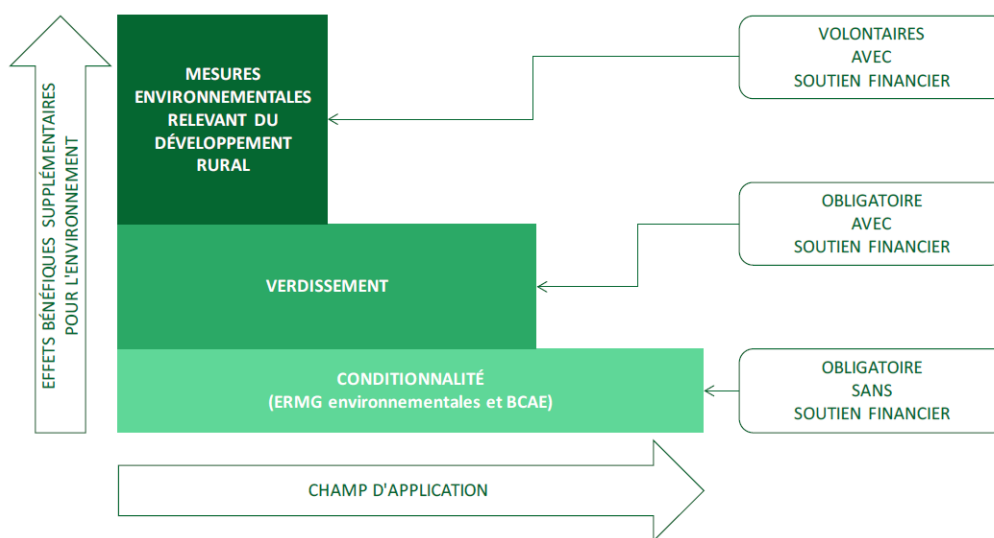 EFFETS BÉNÉFIQUES SUPPLÉMENTAIRES
POUR L'ENVIRONNEMENT
MESURES
ENVIRONNEMENTALES
RELEVANT DU
DÉVELOPPEMENT
RURAL
VOLONTAIRES
AVEC
SOUTIEN FINANCIER
VERDISSEMENT
OBLIGATOIRE
AVEC
SOUTIEN FINANCIER
CONDITIONNALITÉ
(ERMG environnementales et BCAE)
OBLIGATOIRE
SANS
SOUTIEN FINANCIER
CHAMP D'APPLICATION